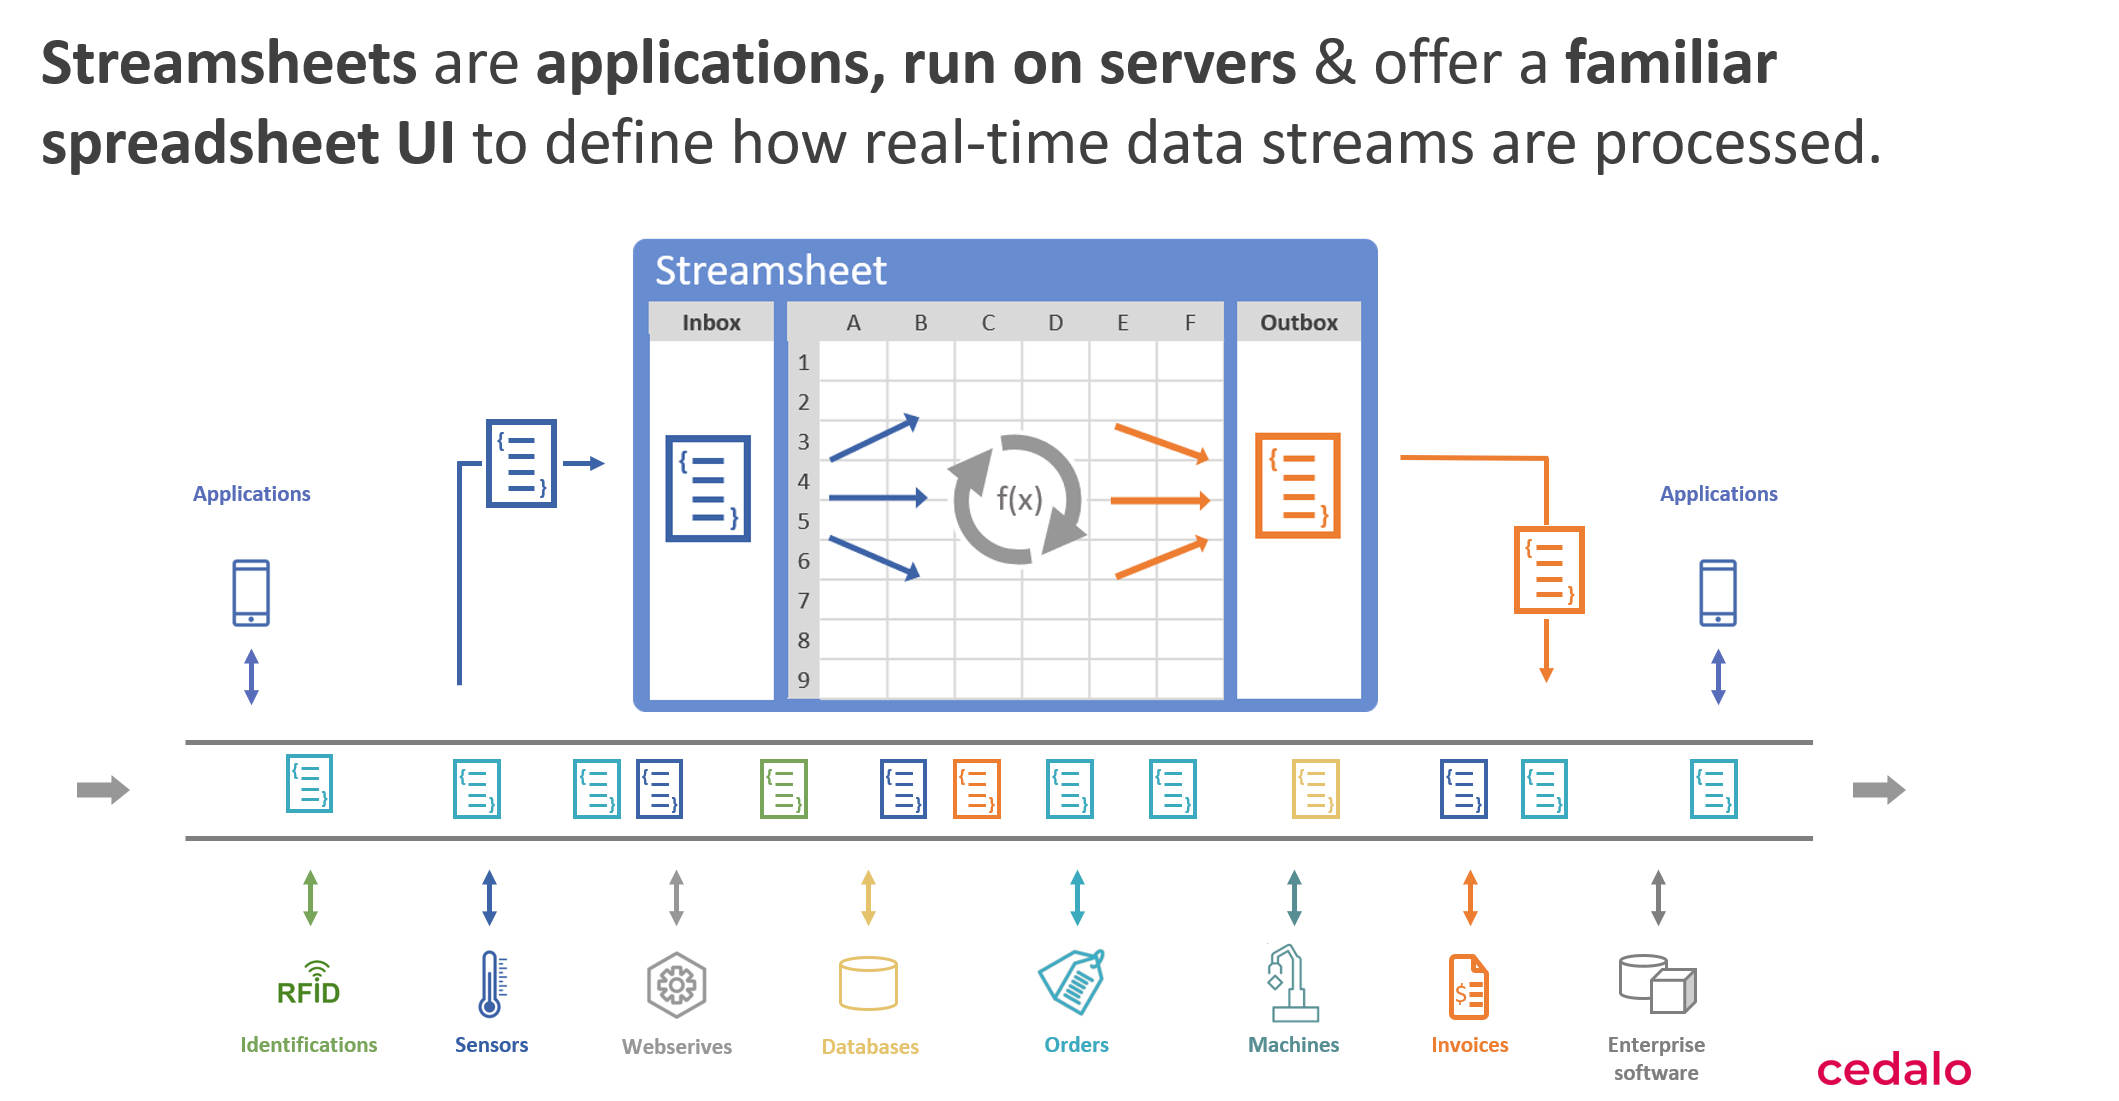 Streamsheets are applications, run on servers & offer a familiar
spreadsheet UI to define how real-time data streams are processed.
Streamsheet
Inbox
A B C D E F
Outbox
1
2
3
4
5
6
7
8
9
{ }
{ }
f(x)
{ }
{ }
Applications
Applications
{ } { } { } { } { } { } { } { } { } { } { } { } { }
RFID
$
Identifications
Sensors
Webserives
Databases
Orders
Machines
Invoices
Enterprise
software
cedalo